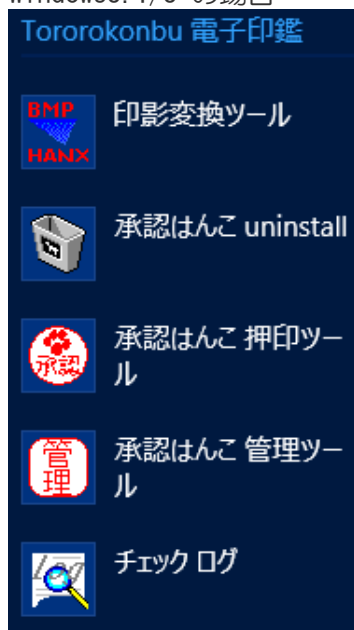 Tororokonbu 電子印鑑
BMP
HANX
印影変換ツール
承認はんこ uninstall
承認
承認はんこ 押印ツー
ル
管
理
承認はんこ 管理ツー
ル
Log
チェック ログ